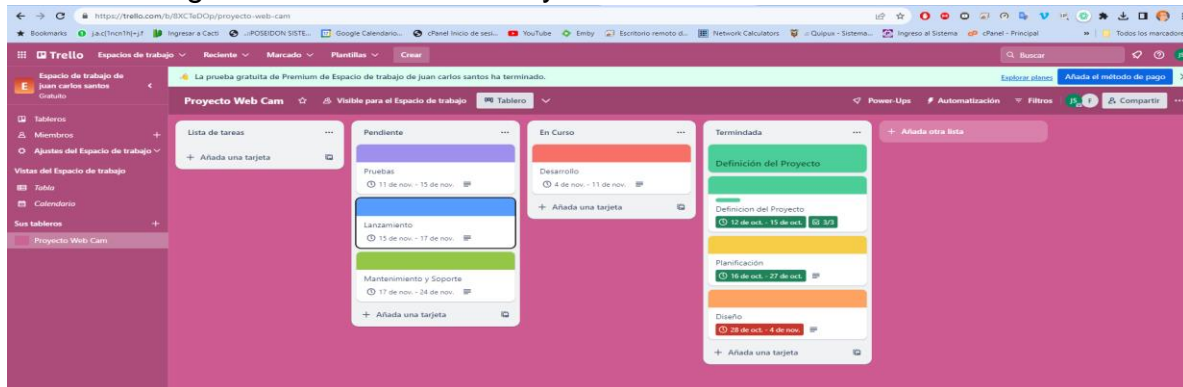 https://trello.com/b/8XCTeDOp/proyecto-web-cam
Bookmarks
Ingresar a Cacti
..::POSEIDON SISTE...
Google Calendario...
cPanel Inicio de sesi...
YouTube
Emby
Escritorio remoto d...
Network Calculators
.:: Quipux - Sistema...
Ingreso al Sistema
cPanel - Principal
»
Todos los marcadores
Trello
Espacios de trabajo
Reciente
Marcado
Plantillas
Crear
Buscar
E
Espacio de trabajo de
juan carlos santos
Gratuito
La prueba gratuita de Premium de Espacio de trabajo de juan carlos santos ha terminado.
Explorar planes
Añada el método de pago
Proyecto Web Cam
Visible para el Espacio de trabajo
Tablero
Power-Ups
Automatización
Filtros
JS
F
Compartir
Tableros
Miembros
Ajustes del Espacio de trabajo
Vistas del Espacio de trabajo
Tabla
Calendario
Sus tableros
Proyecto Web Cam
Lista de tareas
+ Añada una tarjeta
Pendiente
Pruebas
11 de nov. - 15 de nov.
Lanzamiento
15 de nov. - 17 de nov.
Mantenimiento y Soporte
17 de nov. - 24 de nov.
+ Añada una tarjeta
En Curso
Desarrollo
4 de nov. - 11 de nov.
+ Añada una tarjeta
Termindada
Definición del Proyecto
Definicion del Proyecto
12 de oct. - 15 de oct. 3/3
Planificación
16 de oct. - 27 de oct.
Diseño
28 de oct. - 4 de nov.
+ Añada una tarjeta
+ Añada otra lista